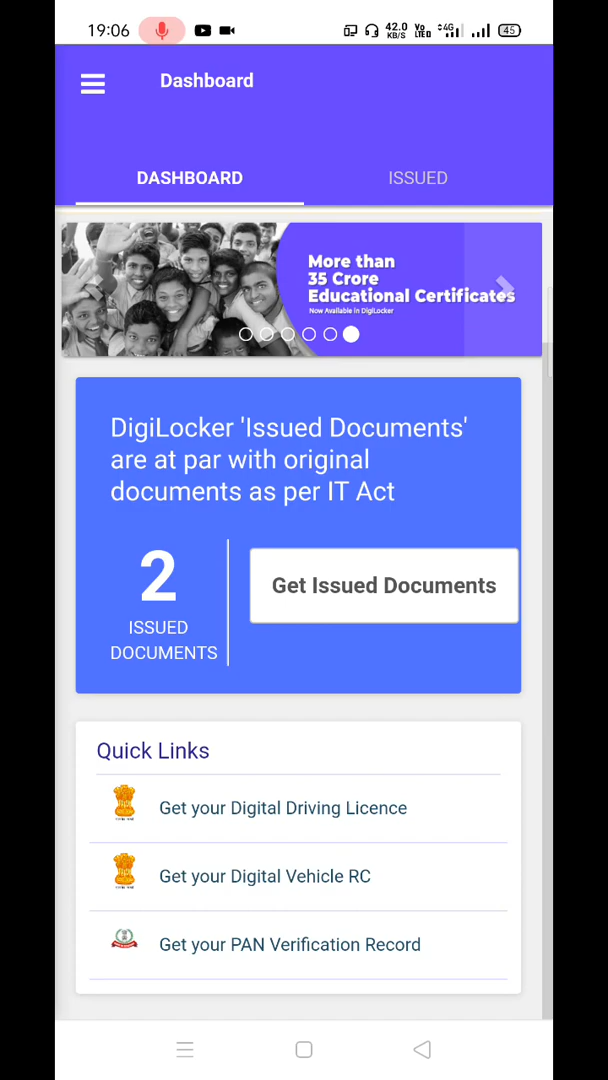 19:06
42.0
KB/S
Vo
LTED
4G
45
Dashboard
DASHBOARD
ISSUED
More than
35 Crore
Educational Certificates
Now Available in DigiLocker
DigiLocker 'Issued Documents'
are at par with original
documents as per IT Act
2
ISSUED
DOCUMENTS
Get Issued Documents
Quick Links
Get your Digital Driving Licence
Get your Digital Vehicle RC
Get your PAN Verification Record